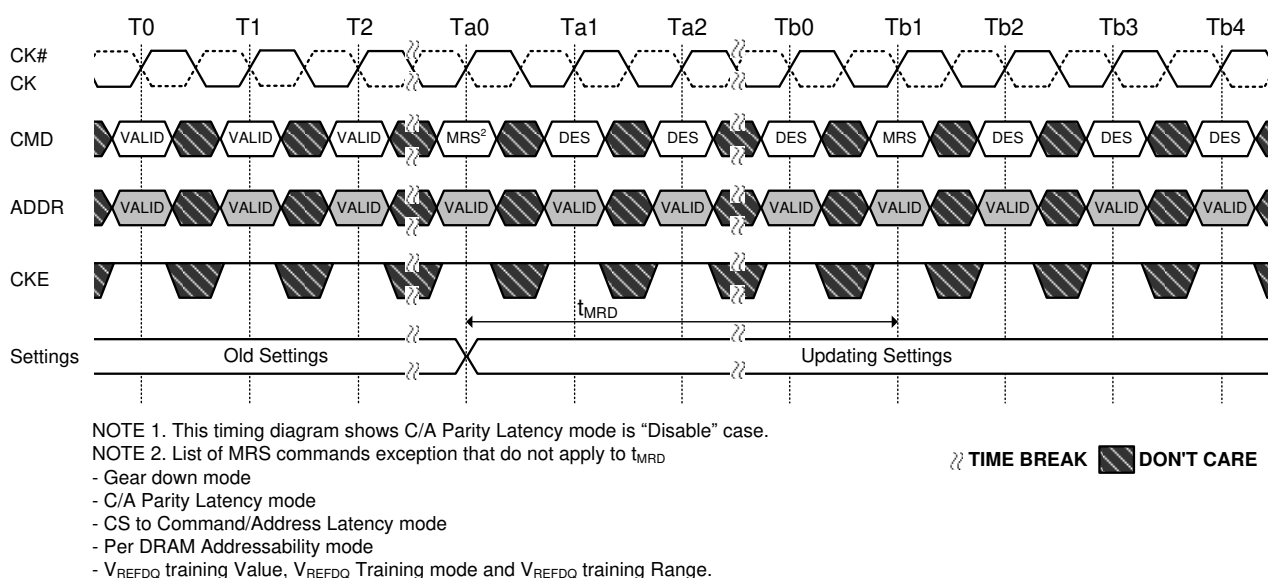 T0 T1 T2 Ta0 Ta1 Ta2 Tb0 Tb1 Tb2 Tb3 Tb4
CK#
CK
CMD VALID VALID VALID MRS² DES DES DES MRS DES DES DES
ADDR VALID VALID VALID VALID VALID VALID VALID VALID VALID VALID VALID
CKE
tMRD
Settings Old Settings Updating Settings
NOTE 1. This timing diagram shows C/A Parity Latency mode is “Disable” case.
NOTE 2. List of MRS commands exception that do not apply to tMRD
- Gear down mode
- C/A Parity Latency mode
- CS to Command/Address Latency mode
- Per DRAM Addressability mode
- VREFDQ training Value, VREFDQ Training mode and VREFDQ training Range.
TIME BREAK DON'T CARE